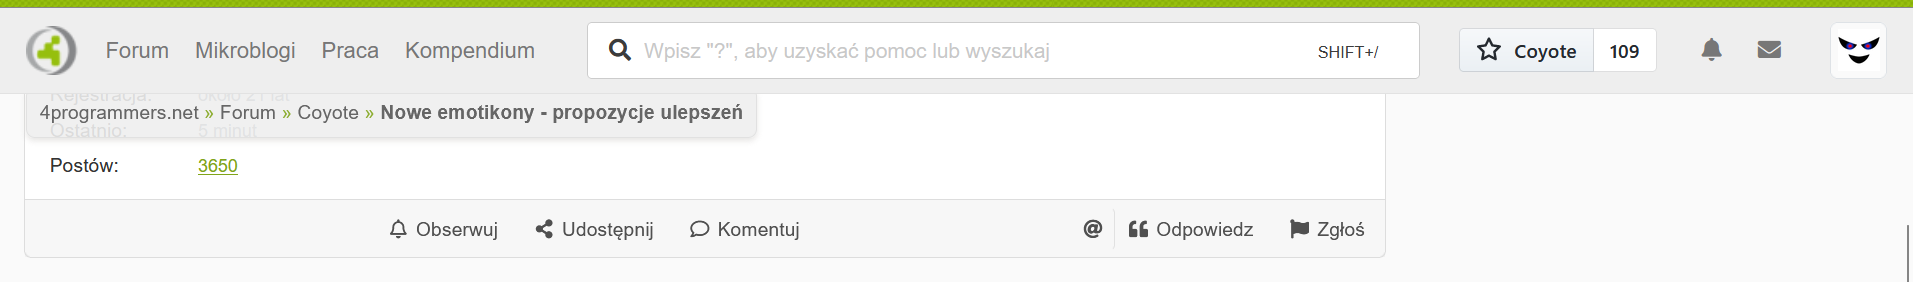 Forum Mikroblogi Praca Kompendium Wpisz "?", aby uzyskać pomoc lub wyszukaj SHIFT+/ Coyote 109
Rejestracja: około 21 lat
4programmers.net » Forum » Coyote » Nowe emotikony - propozycje ulepszeń
Ostatnio: 5 minut
Postów: 3650
Obserwuj Udostępnij Komentuj @ Odpowiedz Zgłoś